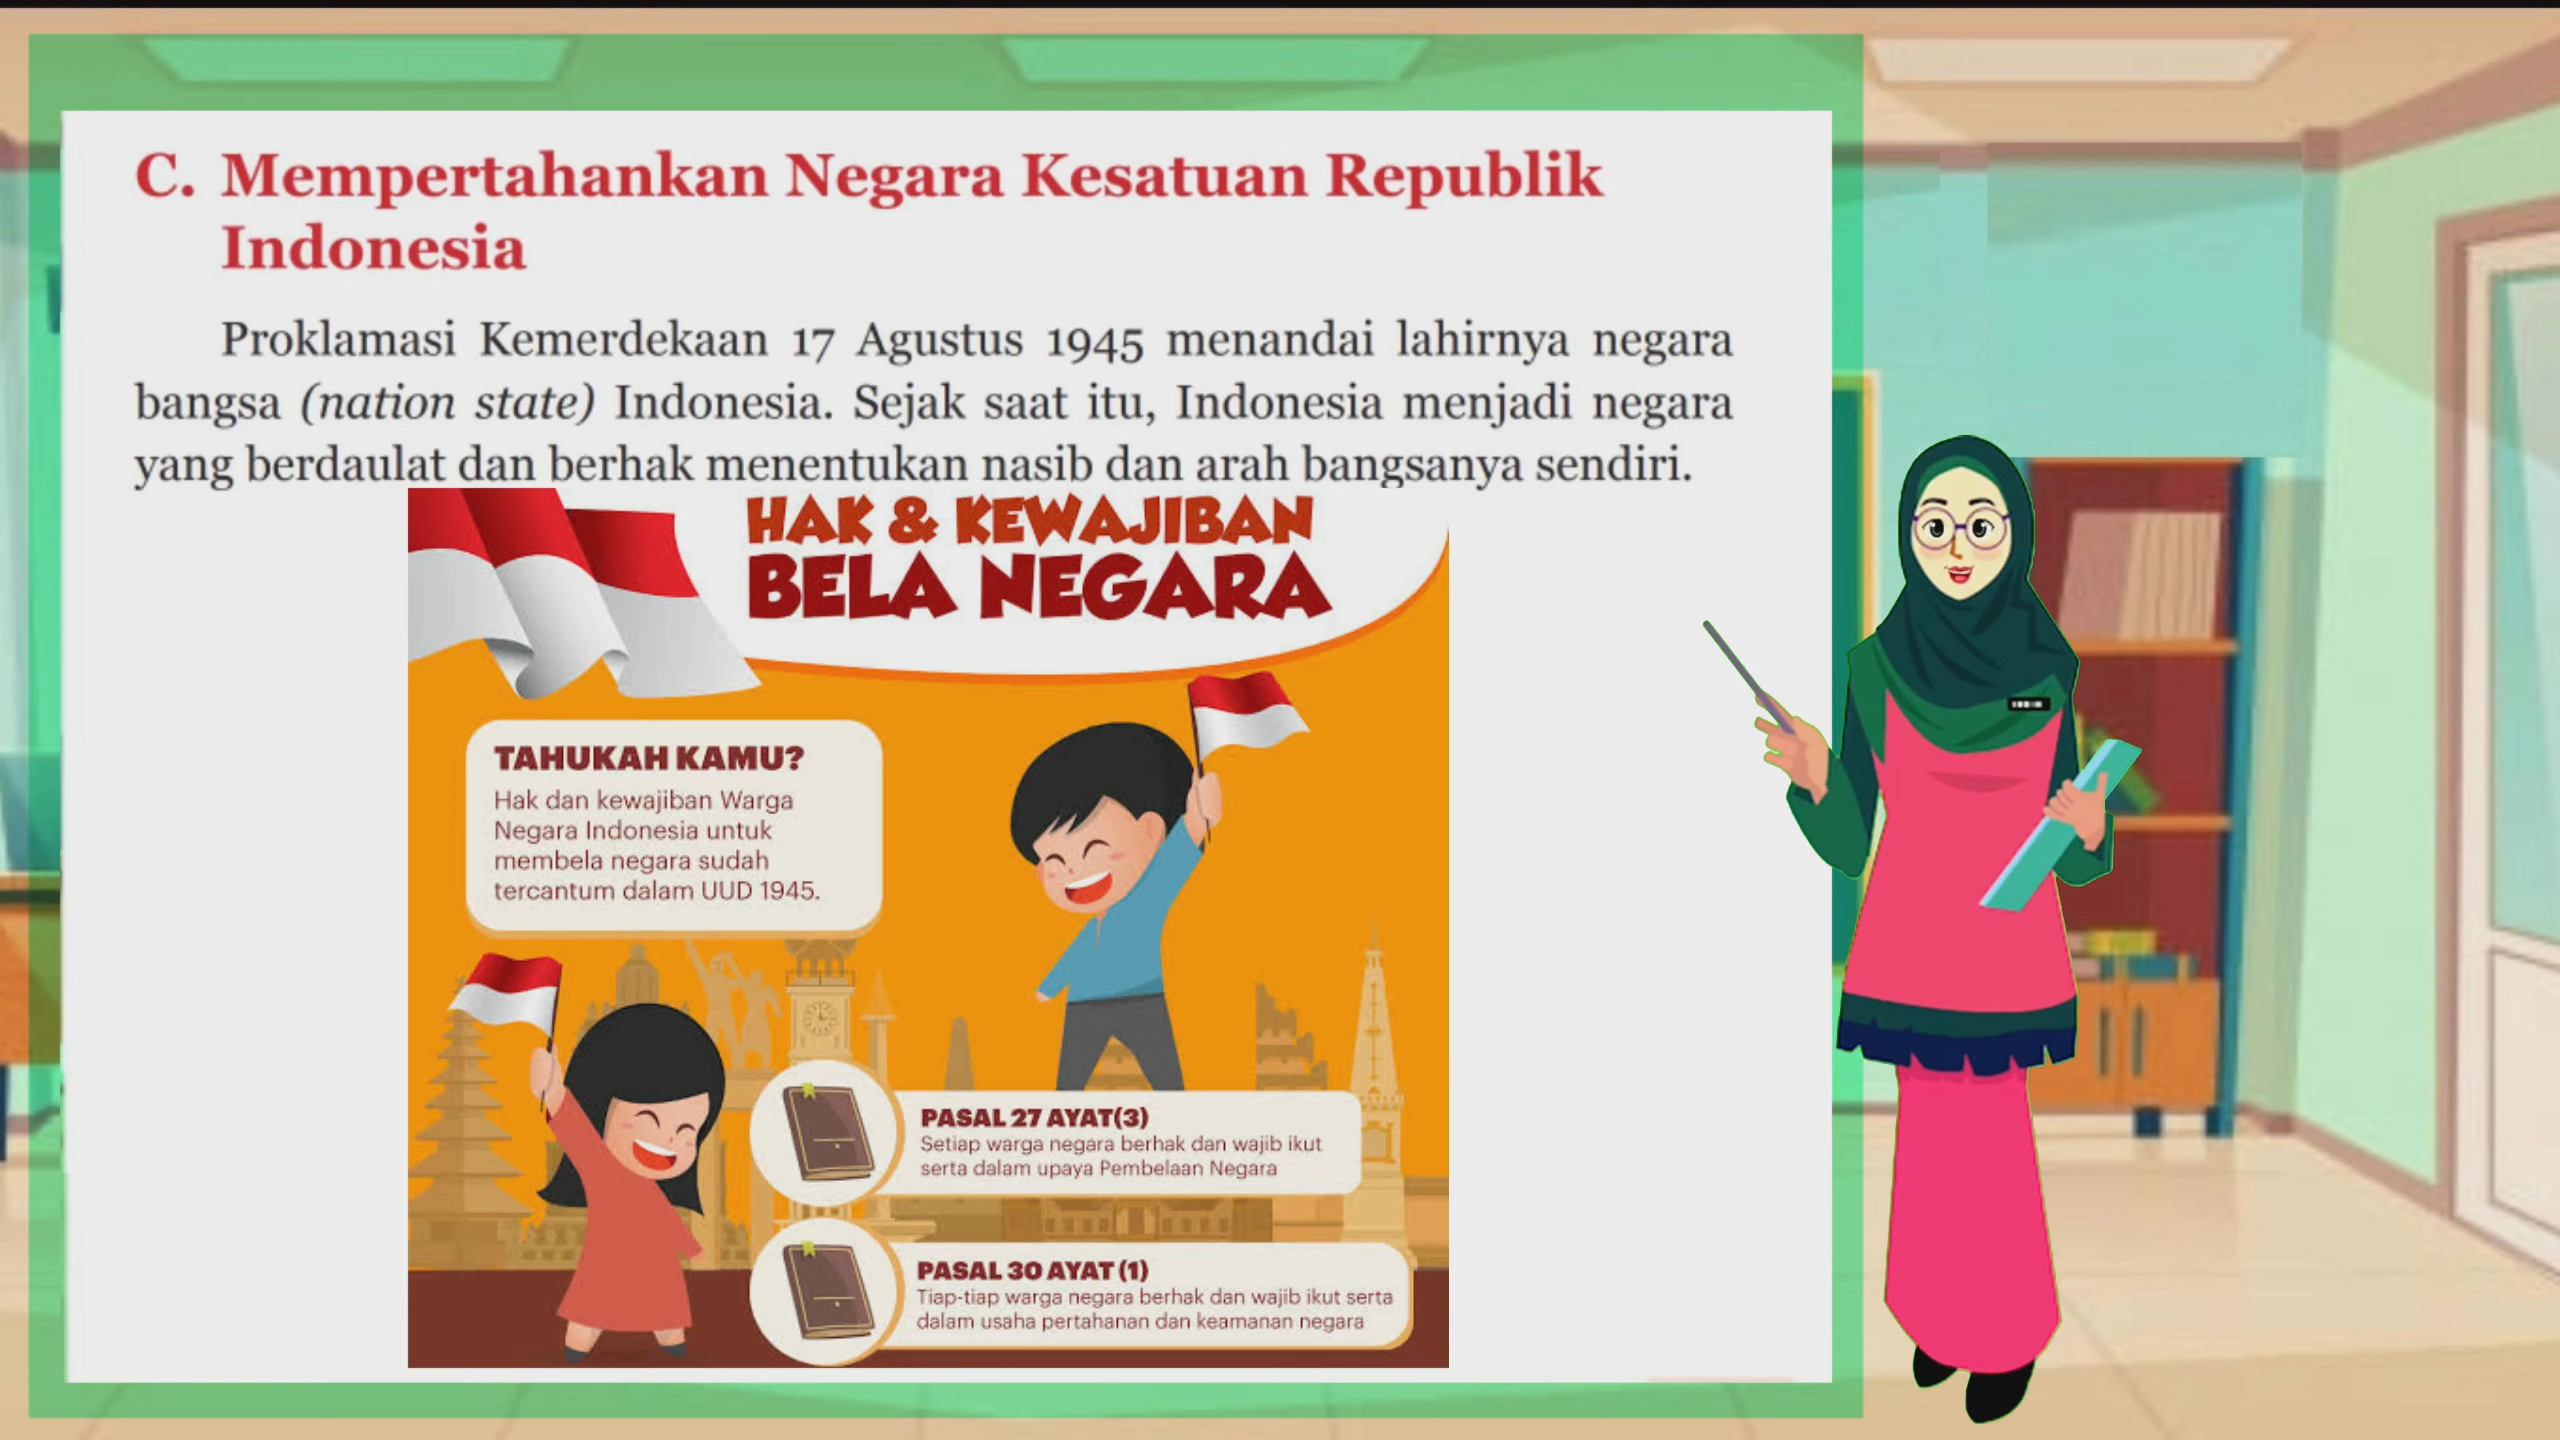 C. Mempertahankan Negara Kesatuan Republik
Indonesia
Proklamasi Kemerdekaan 17 Agustus 1945 menandai lahirnya negara
bangsa (nation state) Indonesia. Sejak saat itu, Indonesia menjadi negara
yang berdaulat dan berhak menentukan nasib dan arah bangsanya sendiri.
HAK & KEWAJIBAN
BELA NEGARA
TAHUKAH KAMU?
Hak dan kewajiban Warga
Negara Indonesia untuk
membela negara sudah
tercantum dalam UUD 1945.
PASAL 27 AYAT(3)
Setiap warga negara berhak dan wajib ikut
serta dalam upaya Pembelaan Negara
PASAL 30 AYAT (1)
Tiap-tiap warga negara berhak dan wajib ikut serta
dalam usaha pertahanan dan keamanan negara